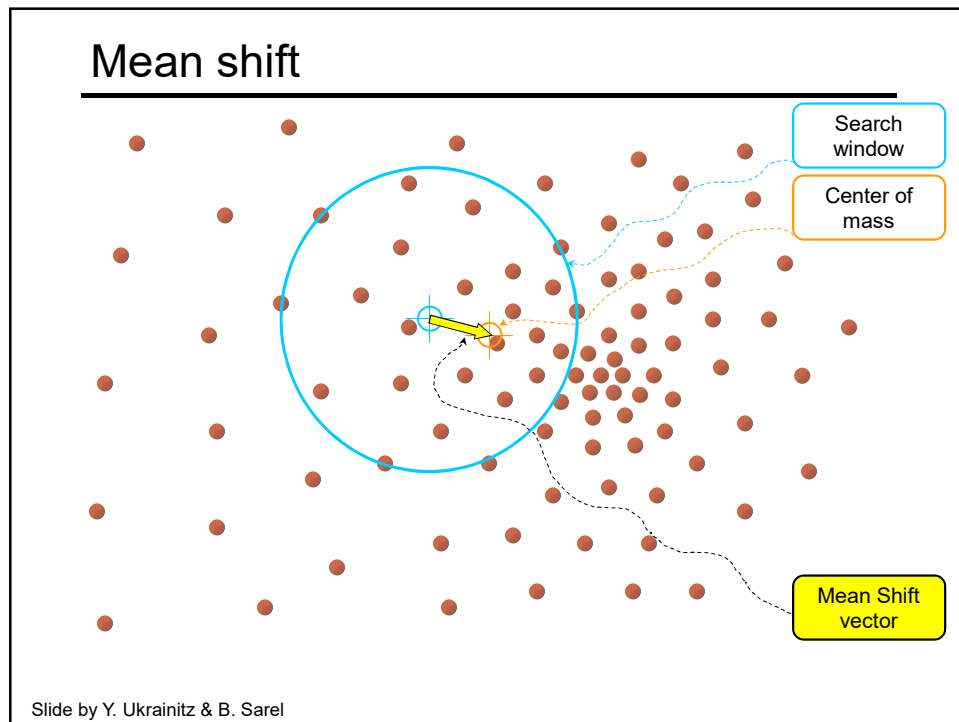 Mean shift
Search
window
Center of
mass
Mean Shift
vector
Slide by Y. Ukrainitz & B. Sarel